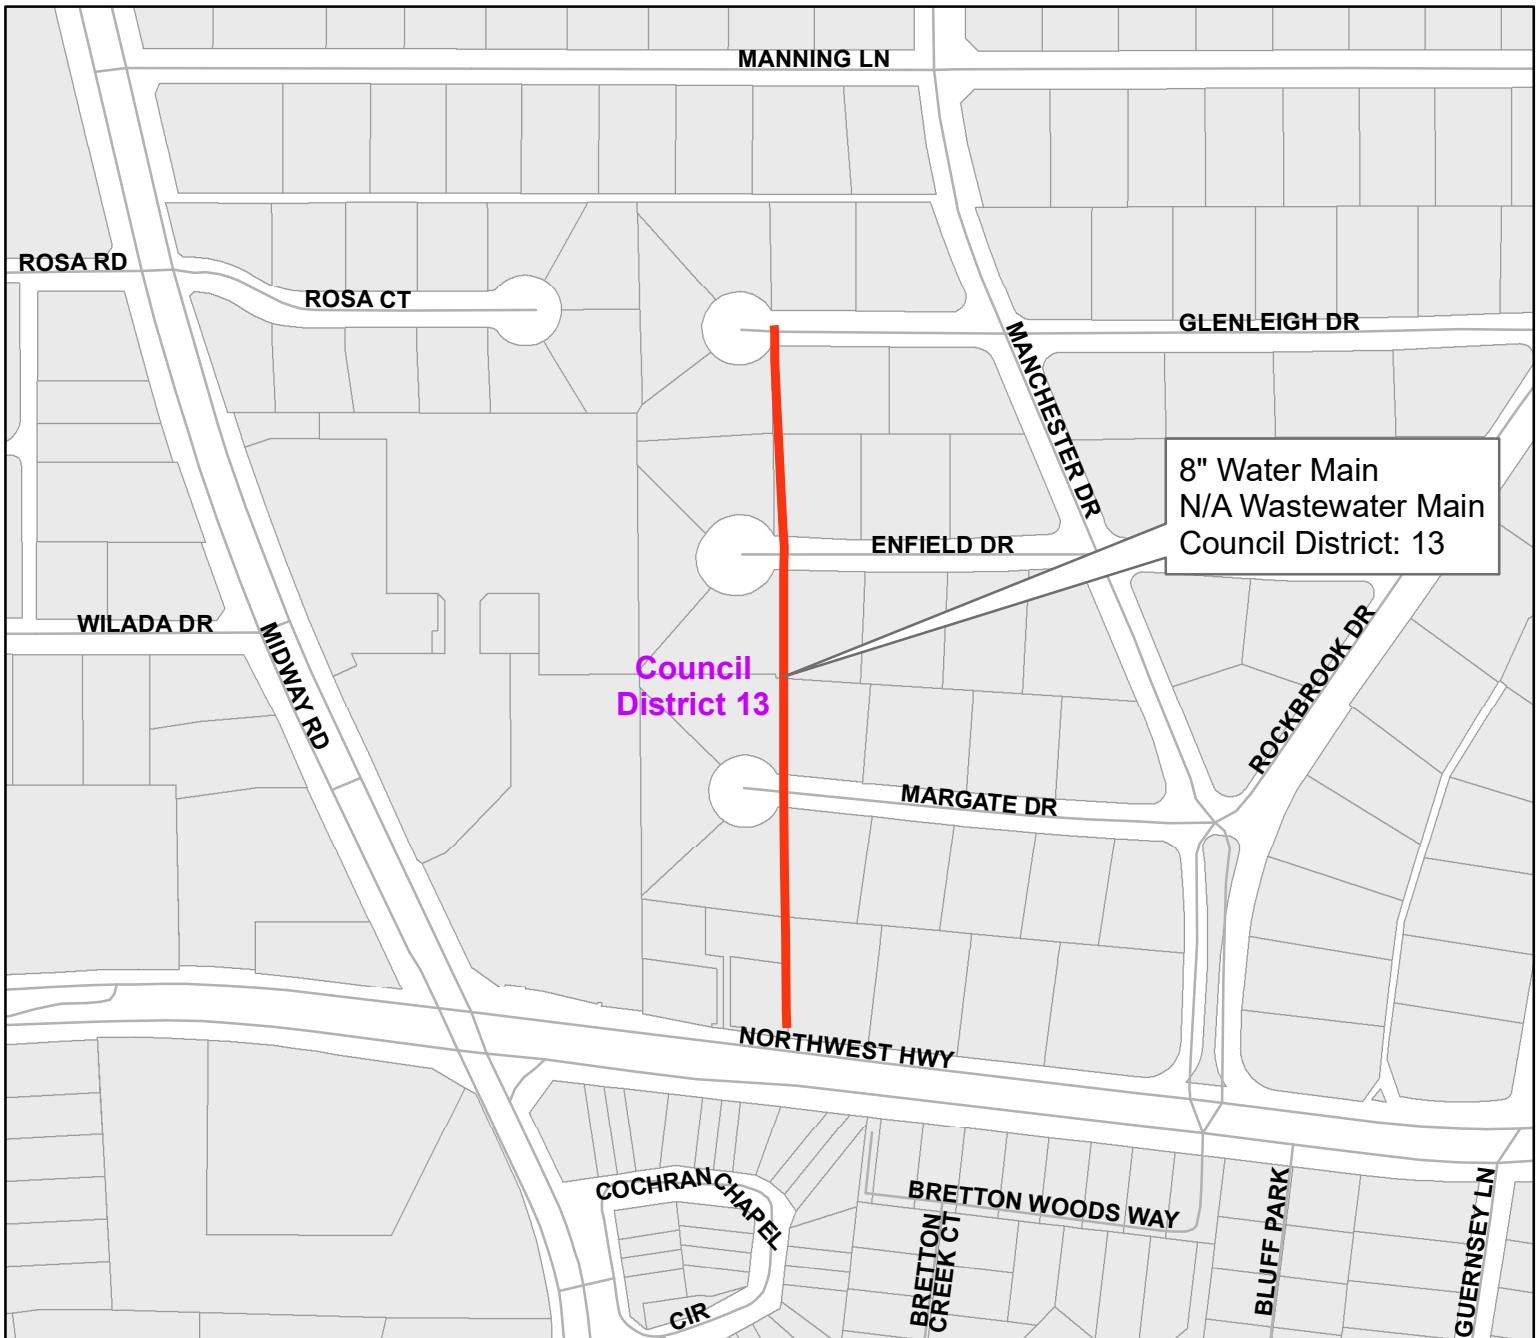 MANNING LN
ROSA RD
ROSA CT
GLENLEIGH DR
MANCHESTER DR
8" Water Main
N/A Wastewater Main
Council District: 13
ENFIELD DR
WILADA DR
MIDWAY RD
Council
District 13
ROCKBROOK DR
MARGATE DR
NORTHWEST HWY
COCHRAN CHAPEL
CIR
BRETTON WOODS WAY
BRETTON
CREEK CT
BLUFF PARK
GUERNSEY LN